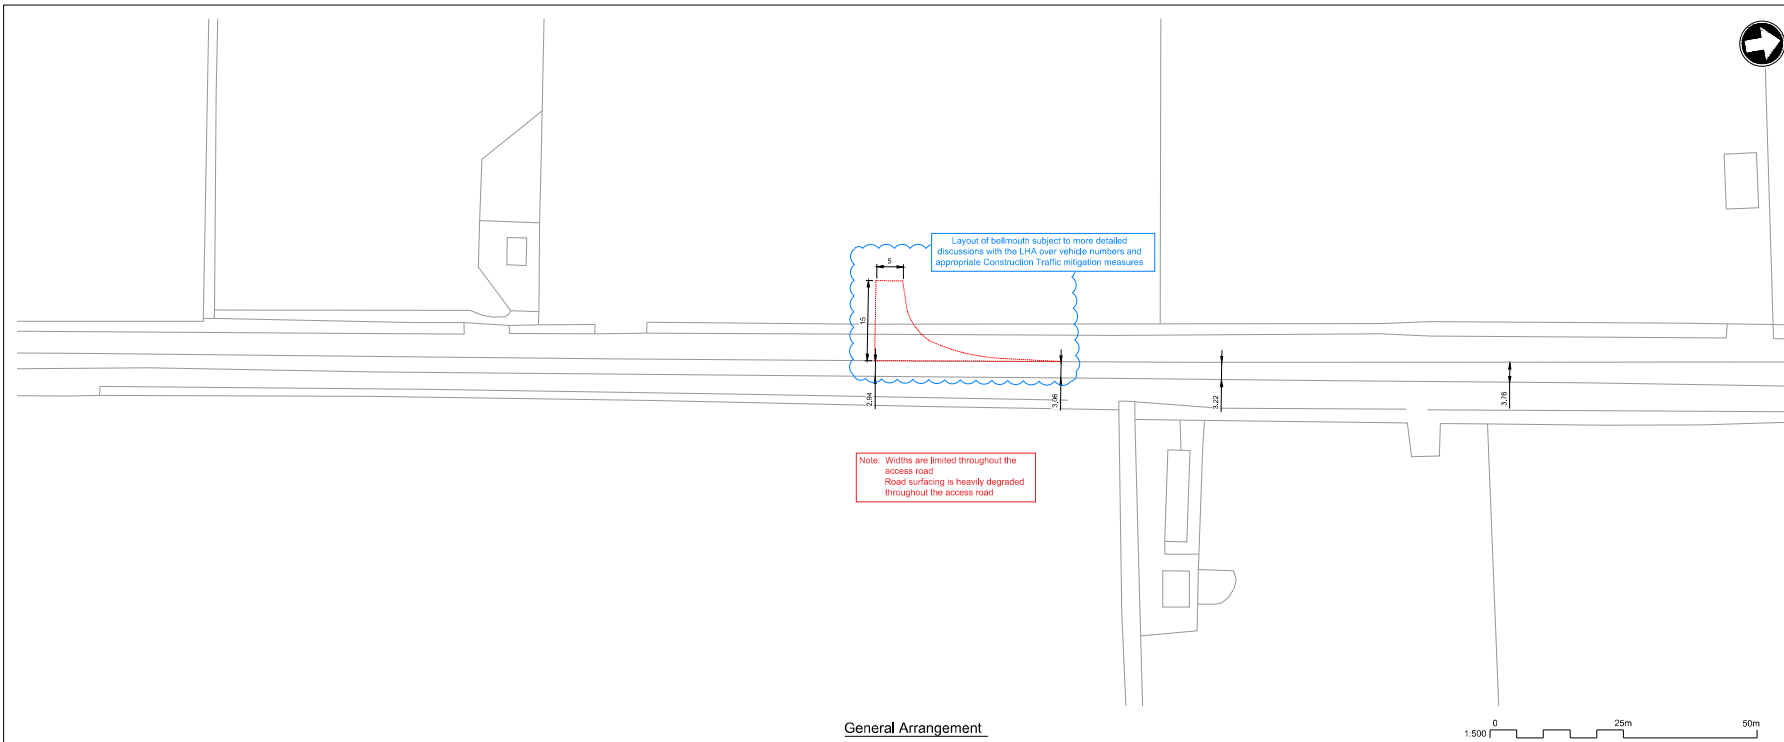 Layout of bellmouth subject to more detailed
discussions with the LHA over vehicle numbers and
appropriate Construction Traffic mitigation measures
5
15
2.94
3.06
3.22
3.76
Note: Widths are limited throughout the
access road
Road surfacing is heavily degraded
throughout the access road
General Arrangement
0 25m 50m
1:500